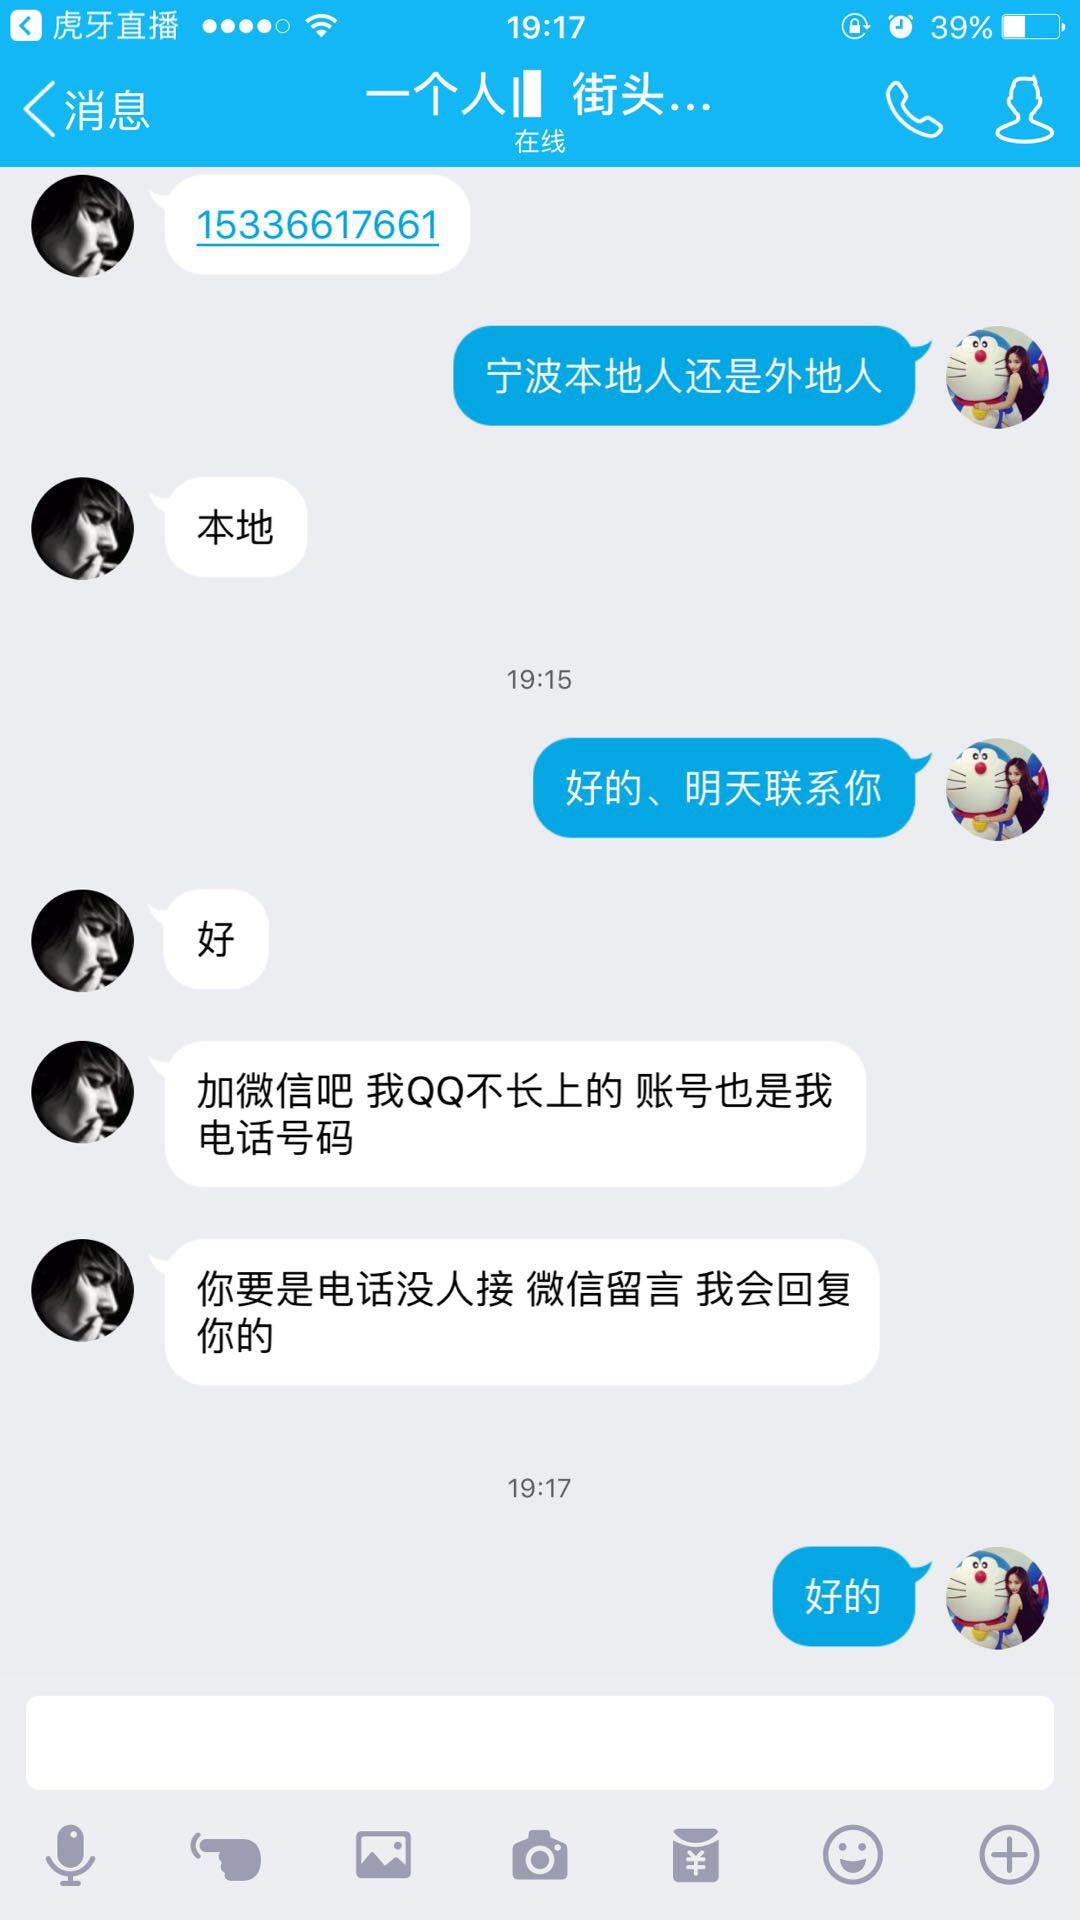 虎牙直播
19:17
39%
消息
一个人 街头...
在线
15336617661
宁波本地人还是外地人
本地
19:15
好的、明天联系你
好
加微信吧 我QQ不长上的 账号也是我
电话号码
你要是电话没人接 微信留言 我会回复
你的
19:17
好的